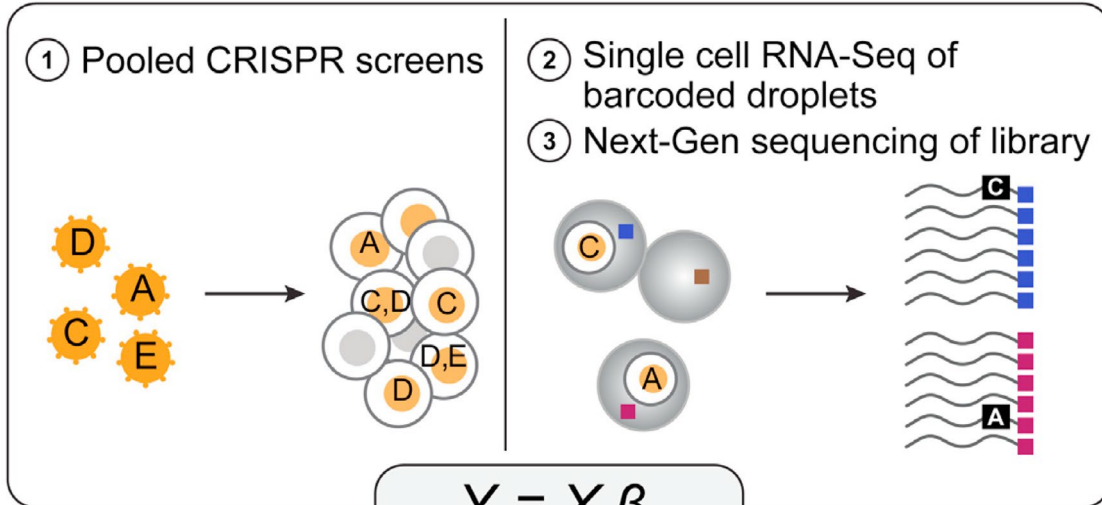 1 Pooled CRISPR screens
2 Single cell RNA-Seq of
barcoded droplets
3 Next-Gen sequencing of library
D
A
C
E
A
C,D
C
D,E
D
C
A
C
A
Y = X β